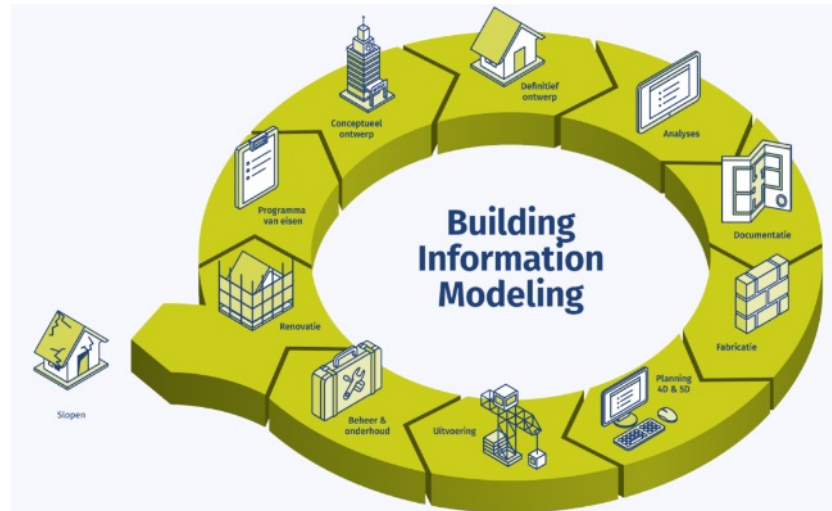 Building
Information
Modeling
Programma
van eisen
Conceptueel
ontwerp
Definitief
ontwerp
Analyses
Documentatie
Fabricatie
Planning
4D & 5D
Uitvoering
Beheer &
onderhoud
Renovatie
Slopen